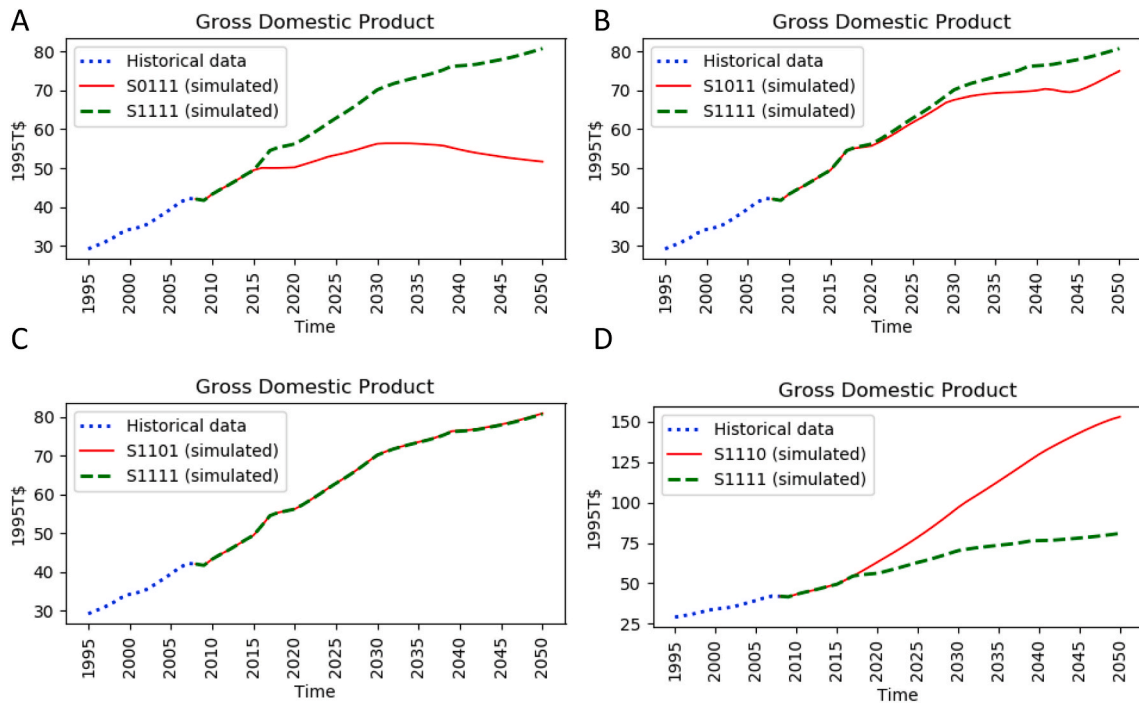 A
Gross Domestic Product
Historical data
S0111 (simulated)
S1111 (simulated)
1995T$
80
70
60
50
40
30
1995 2000 2005 2010 2015 2020 2025 2030 2035 2040 2045 2050
Time
B
Gross Domestic Product
Historical data
S1011 (simulated)
S1111 (simulated)
1995T$
80
70
60
50
40
30
1995 2000 2005 2010 2015 2020 2025 2030 2035 2040 2045 2050
Time
C
Gross Domestic Product
Historical data
S1101 (simulated)
S1111 (simulated)
1995T$
80
70
60
50
40
30
1995 2000 2005 2010 2015 2020 2025 2030 2035 2040 2045 2050
Time
D
Gross Domestic Product
Historical data
S1110 (simulated)
S1111 (simulated)
1995T$
150
125
100
75
50
25
1995 2000 2005 2010 2015 2020 2025 2030 2035 2040 2045 2050
Time